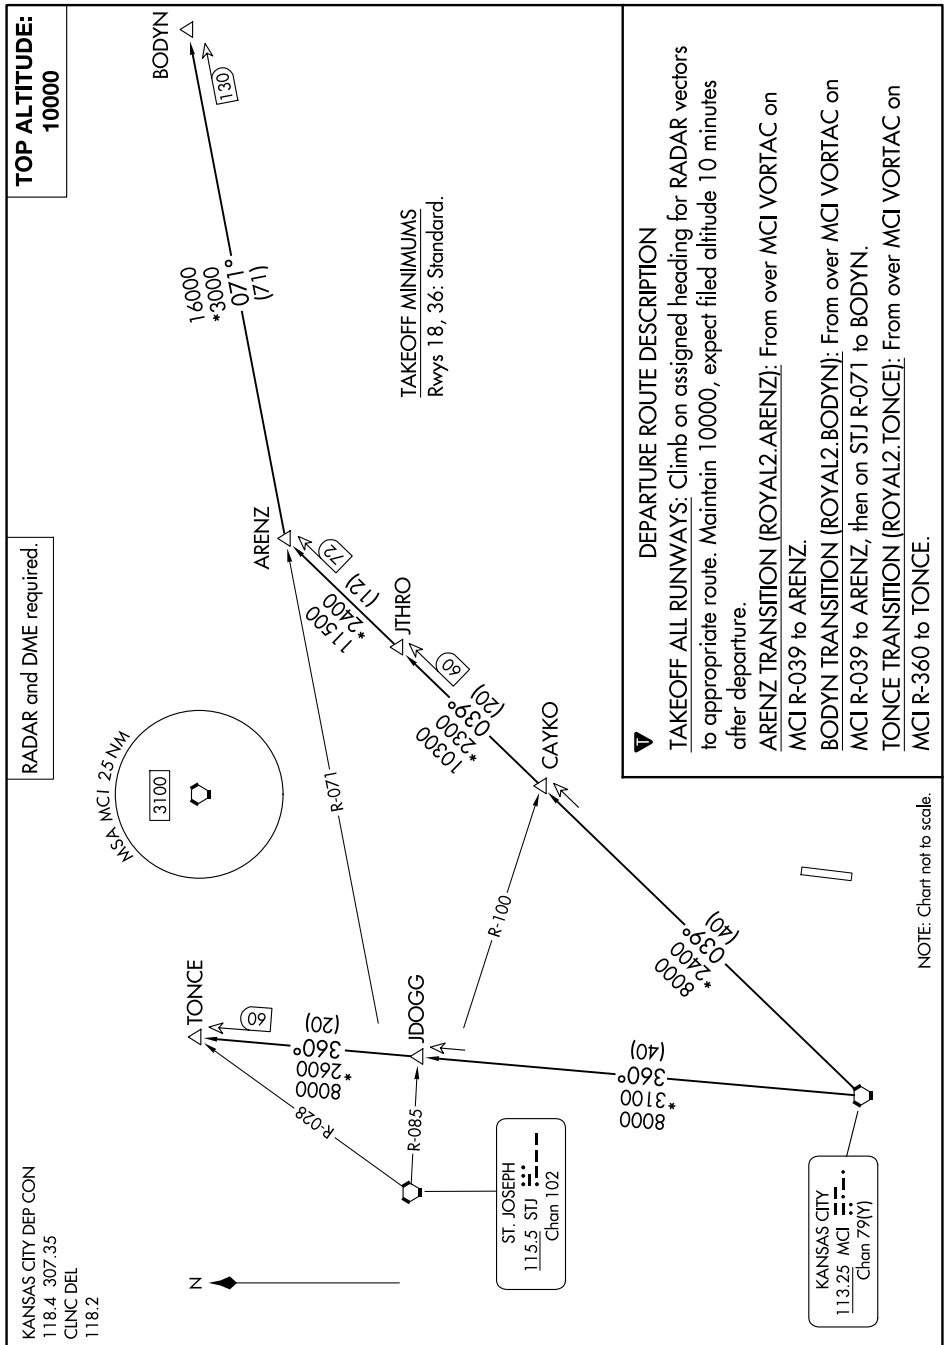 KANSAS CITY DEP CON
118.4 307.35
CLNC DEL
118.2
RADAR and DME required.
TOP ALTITUDE:
10000
MSA MCI 25 NM
3100
TONCE
60
8000
*2600
360°
(20)
R-028
JDOGG
R-085
ST. JOSEPH
115.5 STJ
Chan 102
8000
*3100
360°
(40)
KANSAS CITY
113.25 MCI
Chan 79(Y)
N
R-071
R-100
8000
*2400
039°
(40)
CAYKO
10300
*2300
039°
(20)
60
JTHRO
11500
*2400
(12)
72
ARENZ
16000
*3000
071°
(71)
BODYN
130
TAKEOFF MINIMUMS
Rwys 18, 36: Standard.
NOTE: Chart not to scale.
T
DEPARTURE ROUTE DESCRIPTION
TAKEOFF ALL RUNWAYS: Climb on assigned heading for RADAR vectors
to appropriate route. Maintain 10000, expect filed altitude 10 minutes
after departure.
ARENZ TRANSITION (ROYAL2.ARENZ): From over MCI VORTAC on
MCI R-039 to ARENZ.
BODYN TRANSITION (ROYAL2.BODYN): From over MCI VORTAC on
MCI R-039 to ARENZ, then on STJ R-071 to BODYN.
TONCE TRANSITION (ROYAL2.TONCE): From over MCI VORTAC on
MCI R-360 to TONCE.